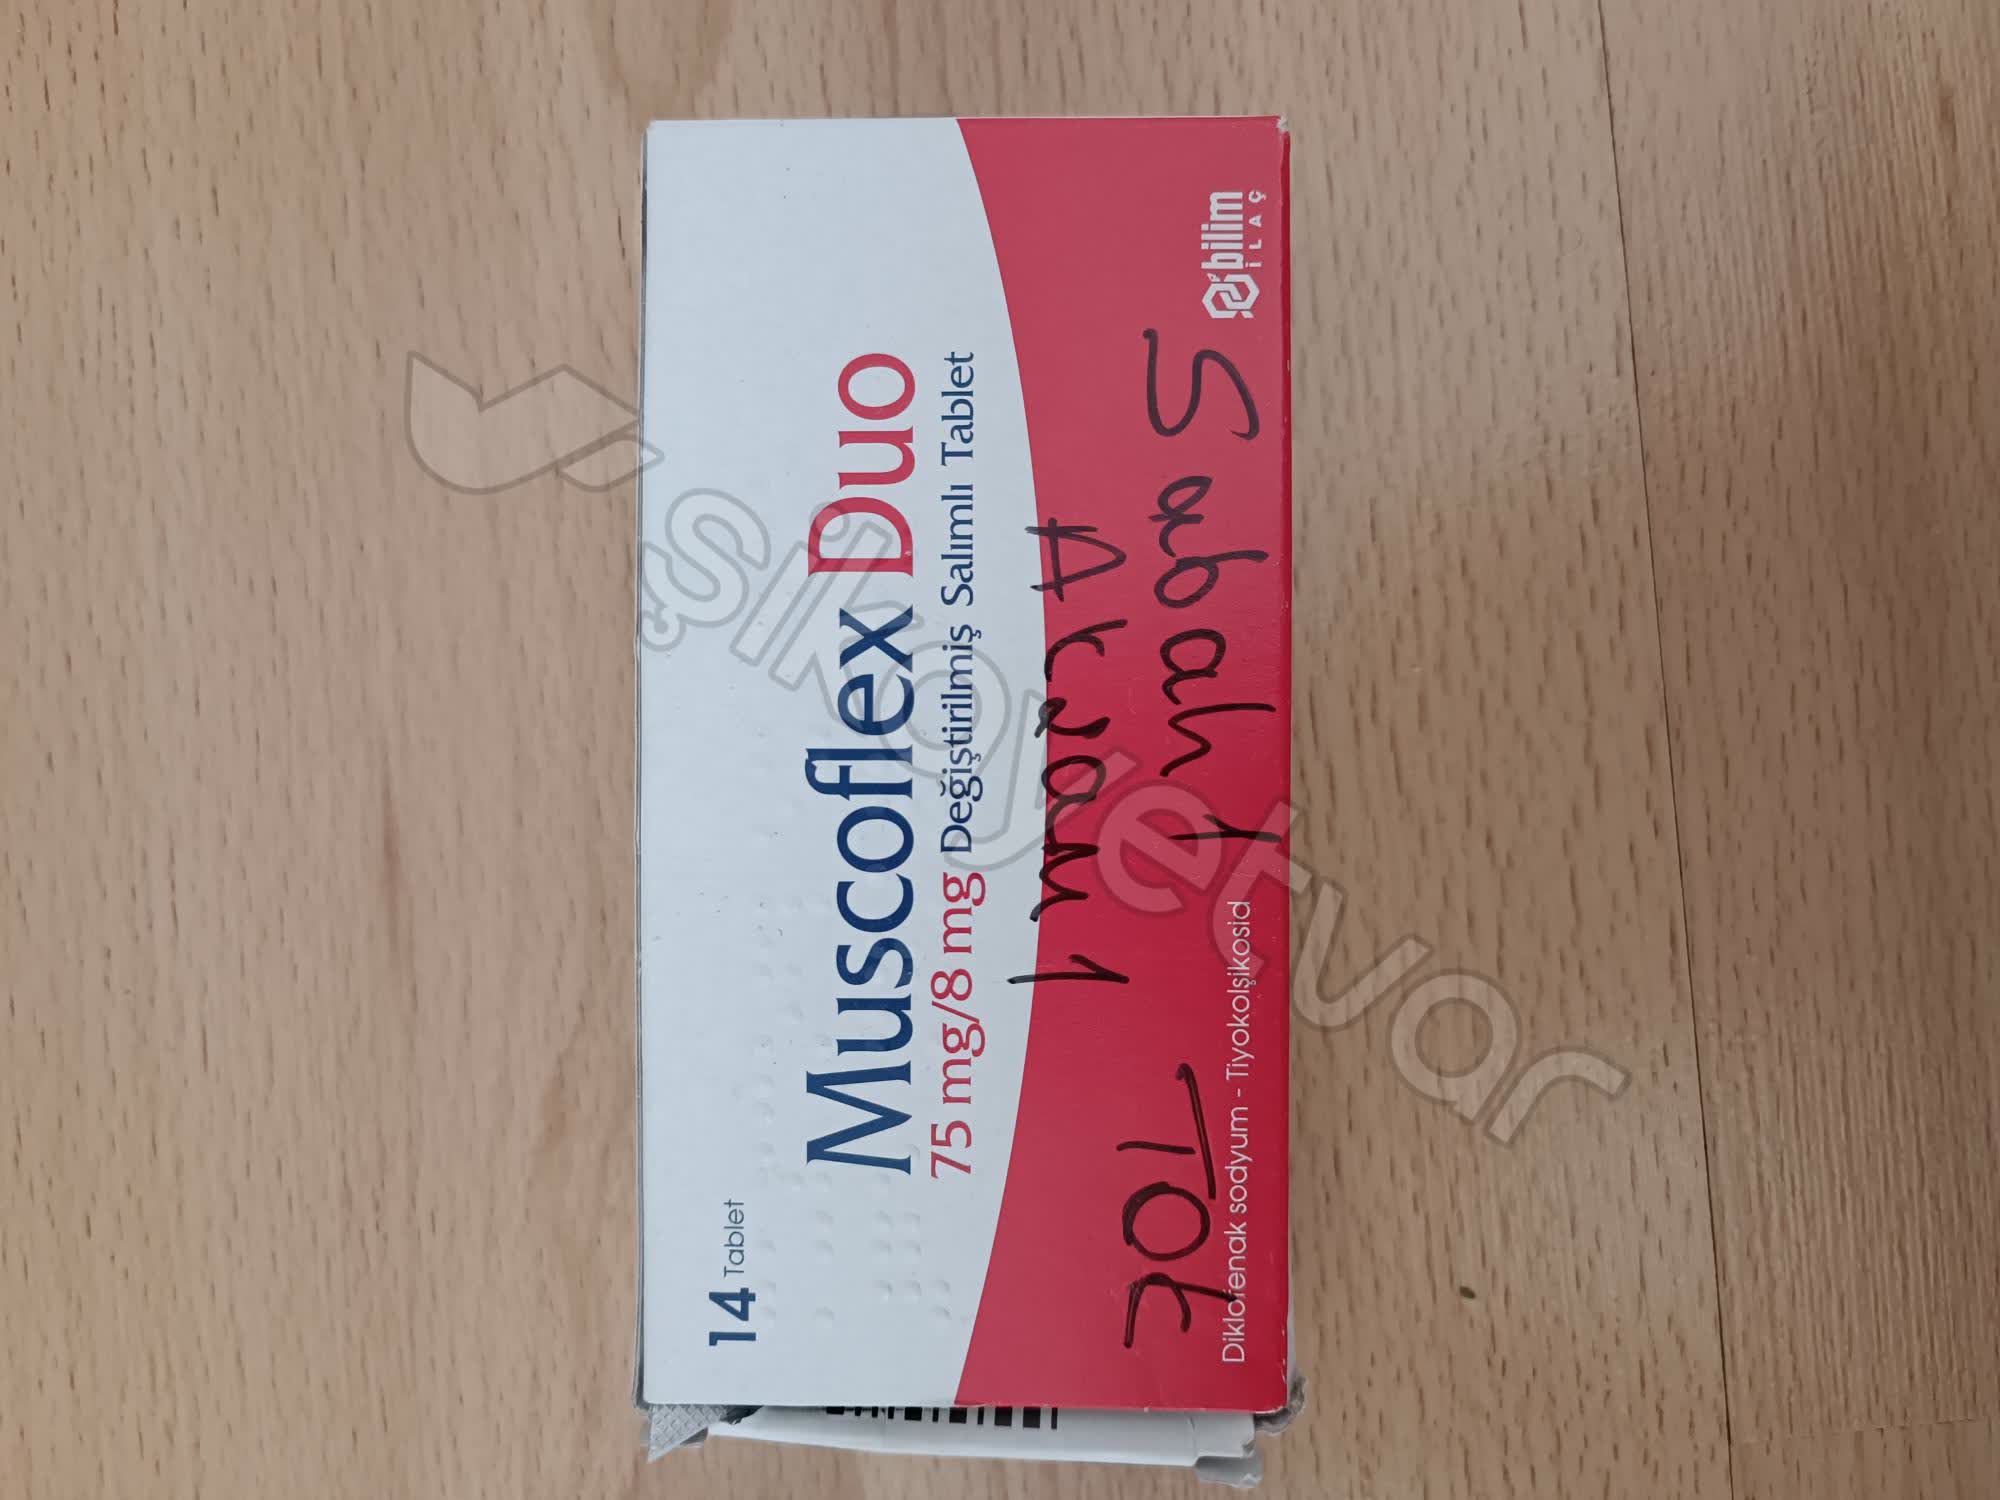 14 Tablet
Muscoflex Duo
75 mg/8 mg Değiştirilmiş Salımlı Tablet
Akşam 1
Sabah 1
Tok
Diklofenak sodyum - Tiyokolşikosid
bilim
İLAÇ
şikayetvar